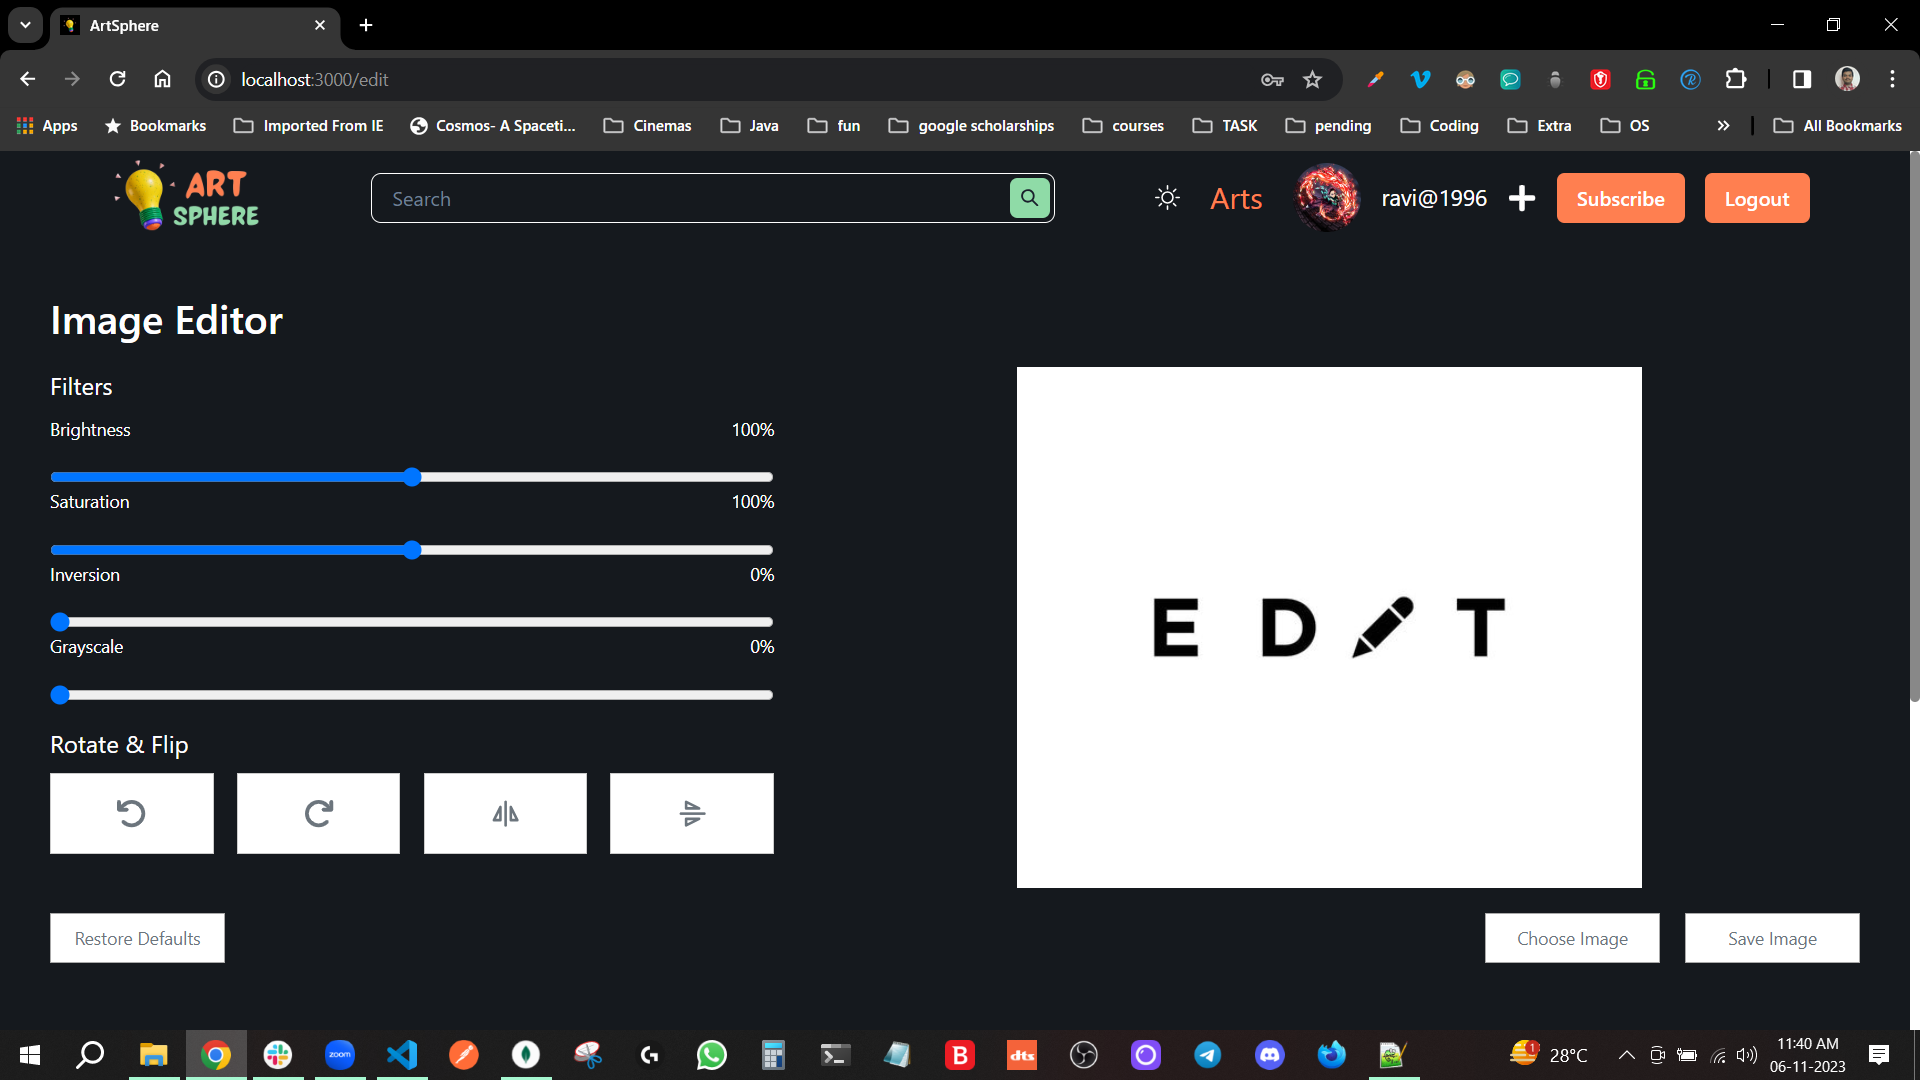 ArtSphere
localhost:3000/edit
Apps Bookmarks Imported From IE Cosmos- A Spaceti... Cinemas Java fun google scholarships courses TASK pending Coding Extra OS All Bookmarks
ART
SPHERE
Search
Arts ravi@1996 Subscribe Logout
Image Editor
Filters
Brightness 100%
Saturation 100%
Inversion 0%
Grayscale 0%
E D T
Rotate & Flip
Restore Defaults Choose Image Save Image
zoom
G
B
dts
1
28°C
11:40 AM
06-11-2023